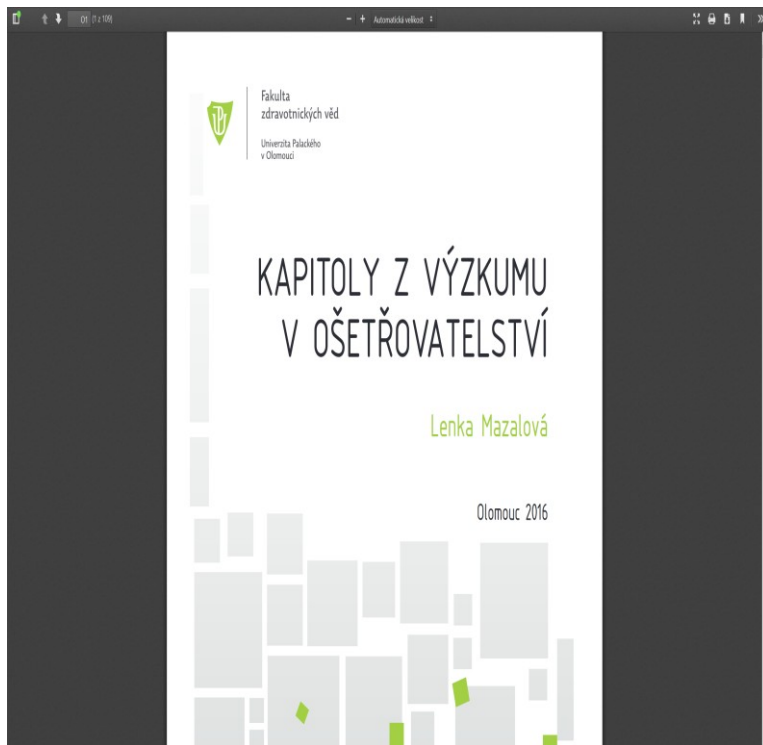 01 (1 z 109)
Automatická velikost
Fakulta
zdravotnických věd
Univerzita Palackého
v Olomouci
KAPITOLY Z VÝZKUMU
V OŠETŘOVATELSTVÍ
Lenka Mazalová
Olomouc 2016